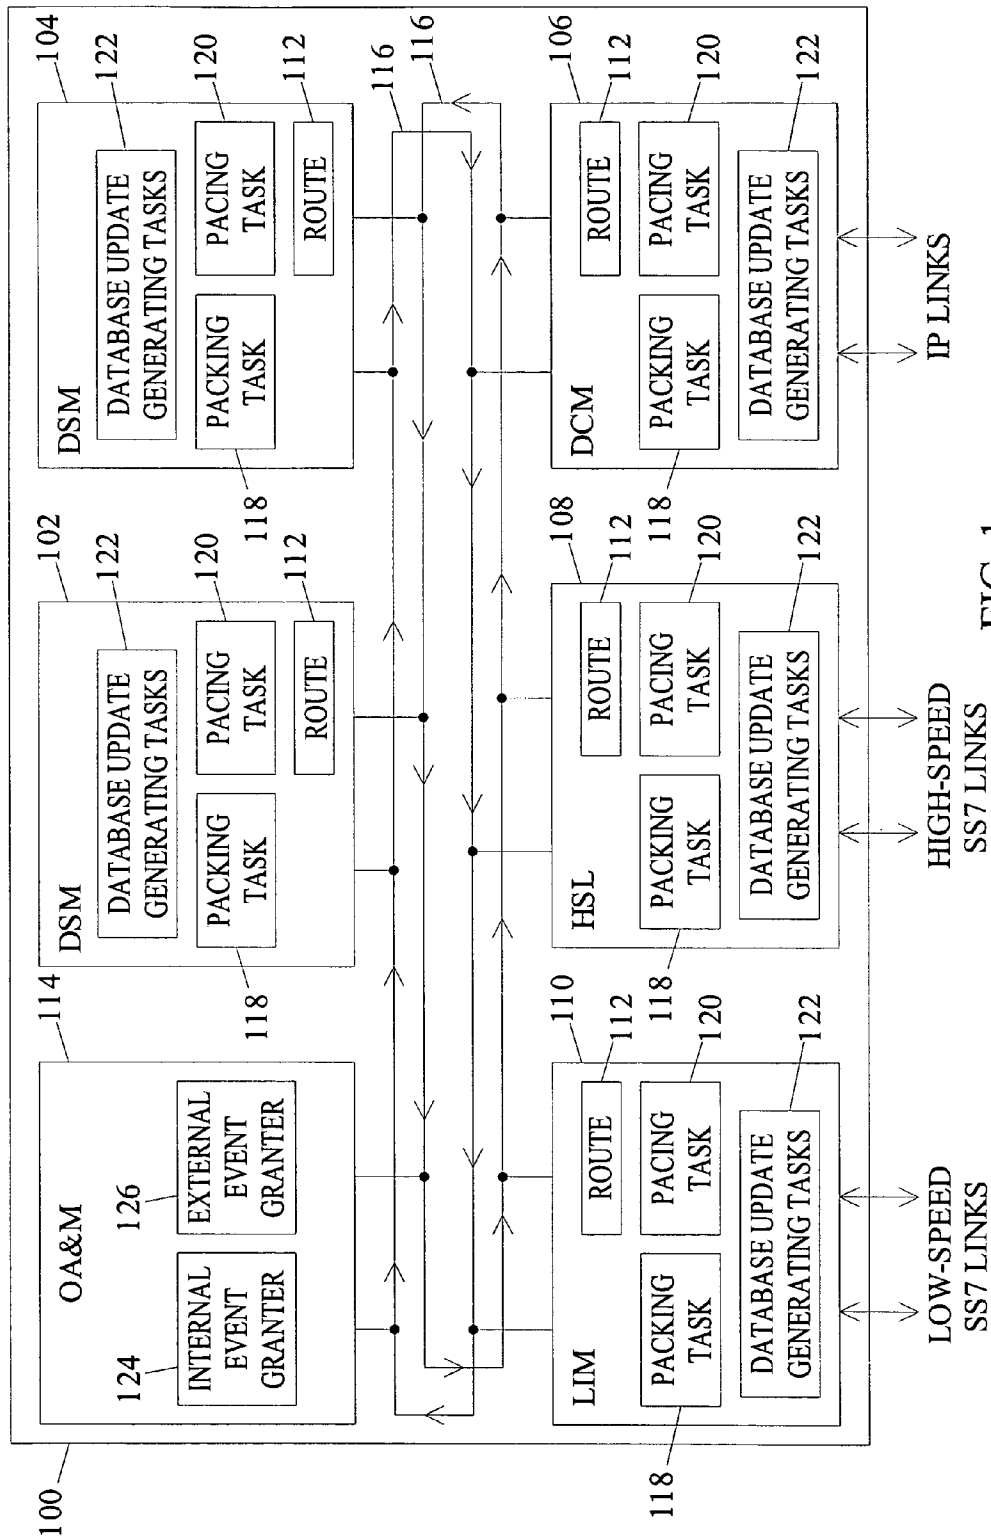 100
114
OA&M
124
126
INTERNAL
EVENT
GRANTER
EXTERNAL
EVENT
GRANTER
102
DSM
122
DATABASE UPDATE
GENERATING TASKS
118
PACKING
TASK
PACING
TASK
120
ROUTE
112
104
DSM
122
DATABASE UPDATE
GENERATING TASKS
118
PACKING
TASK
PACING
TASK
120
ROUTE
112
116
116
110
LIM
ROUTE
112
118
PACKING
TASK
PACING
TASK
120
DATABASE UPDATE
GENERATING TASKS
122
LOW-SPEED
SS7 LINKS
108
HSL
ROUTE
112
118
PACKING
TASK
PACING
TASK
120
DATABASE UPDATE
GENERATING TASKS
122
HIGH-SPEED
SS7 LINKS
106
DCM
ROUTE
112
118
PACKING
TASK
PACING
TASK
120
DATABASE UPDATE
GENERATING TASKS
122
IP LINKS